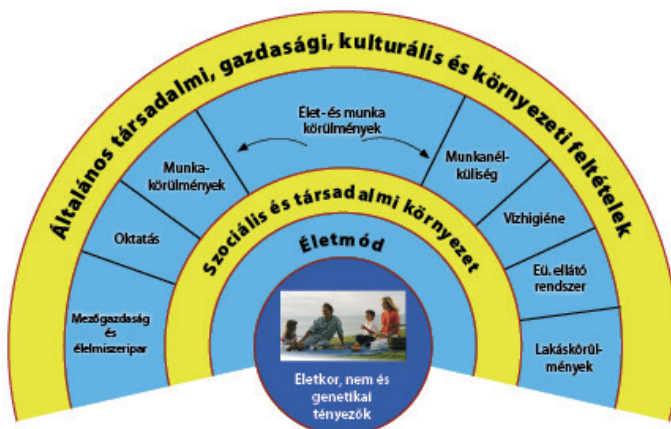 Általános társadalmi, gazdasági, kulturális és környezeti feltételek
Élet- és munka
körülmények
Munka-
körülmények
Munkanél-
küliség
Oktatás
Vízhigiéne
Mezőgazdaság
és
élelmiszeripar
Eü. ellátó
rendszer
Lakáskörül-
mények
Szociális és társadalmi környezet
Életmód
Életkor, nem és
genetikai
tényezők